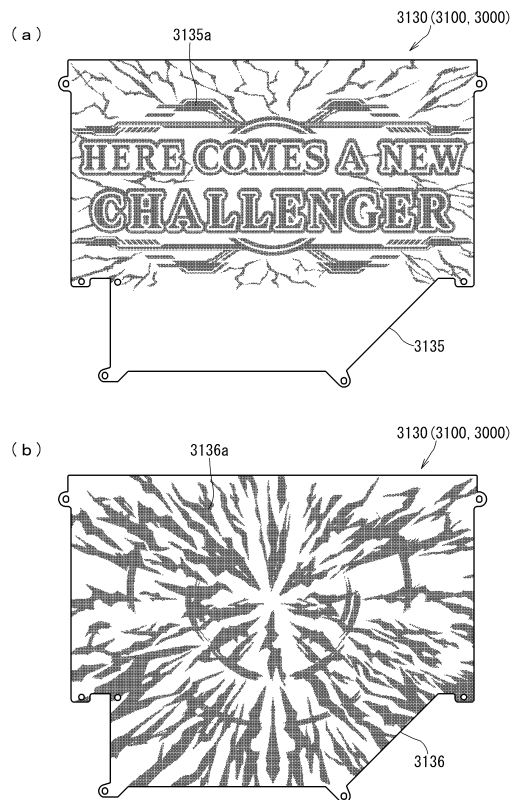 (a)
3130 (3100, 3000)
3135a
HERE COMES A NEW
CHALLENGER
3135
(b)
3130 (3100, 3000)
3136a
3136